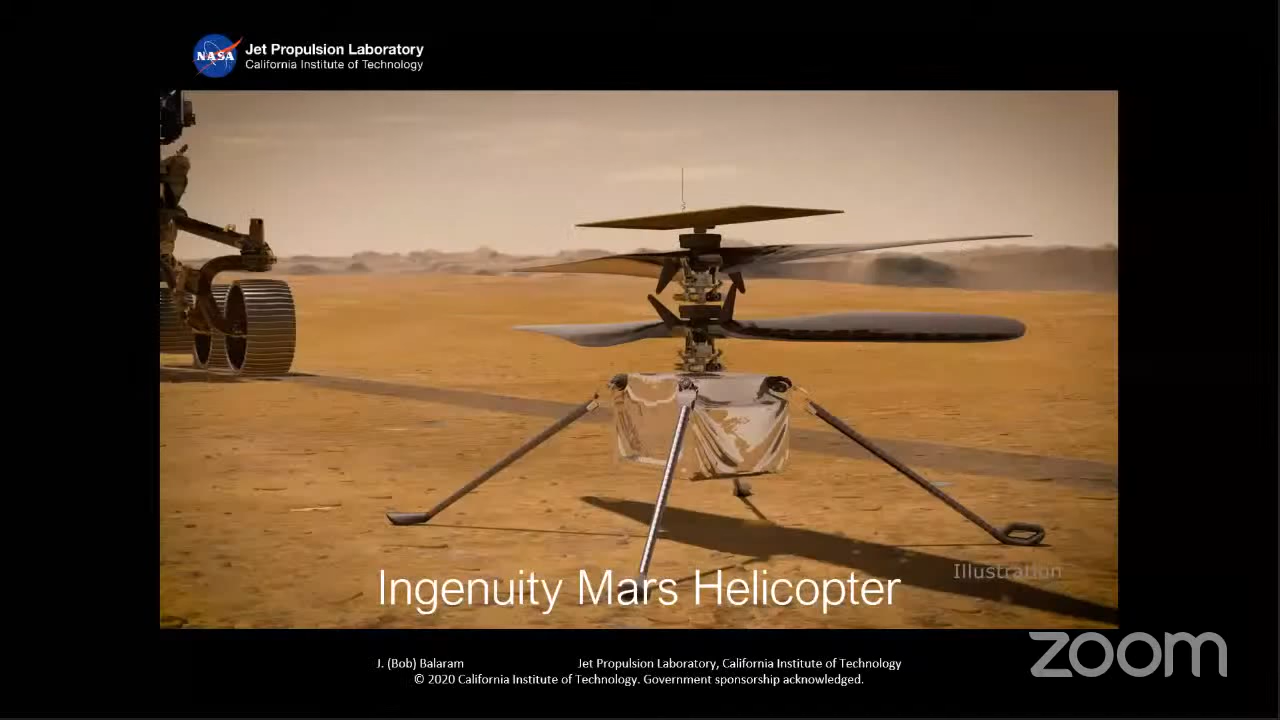 NASA
Jet Propulsion Laboratory
California Institute of Technology
Illustration
Ingenuity Mars Helicopter
J. (Bob) Balaram Jet Propulsion Laboratory, California Institute of Technology
© 2020 California Institute of Technology. Government sponsorship acknowledged.
zoom